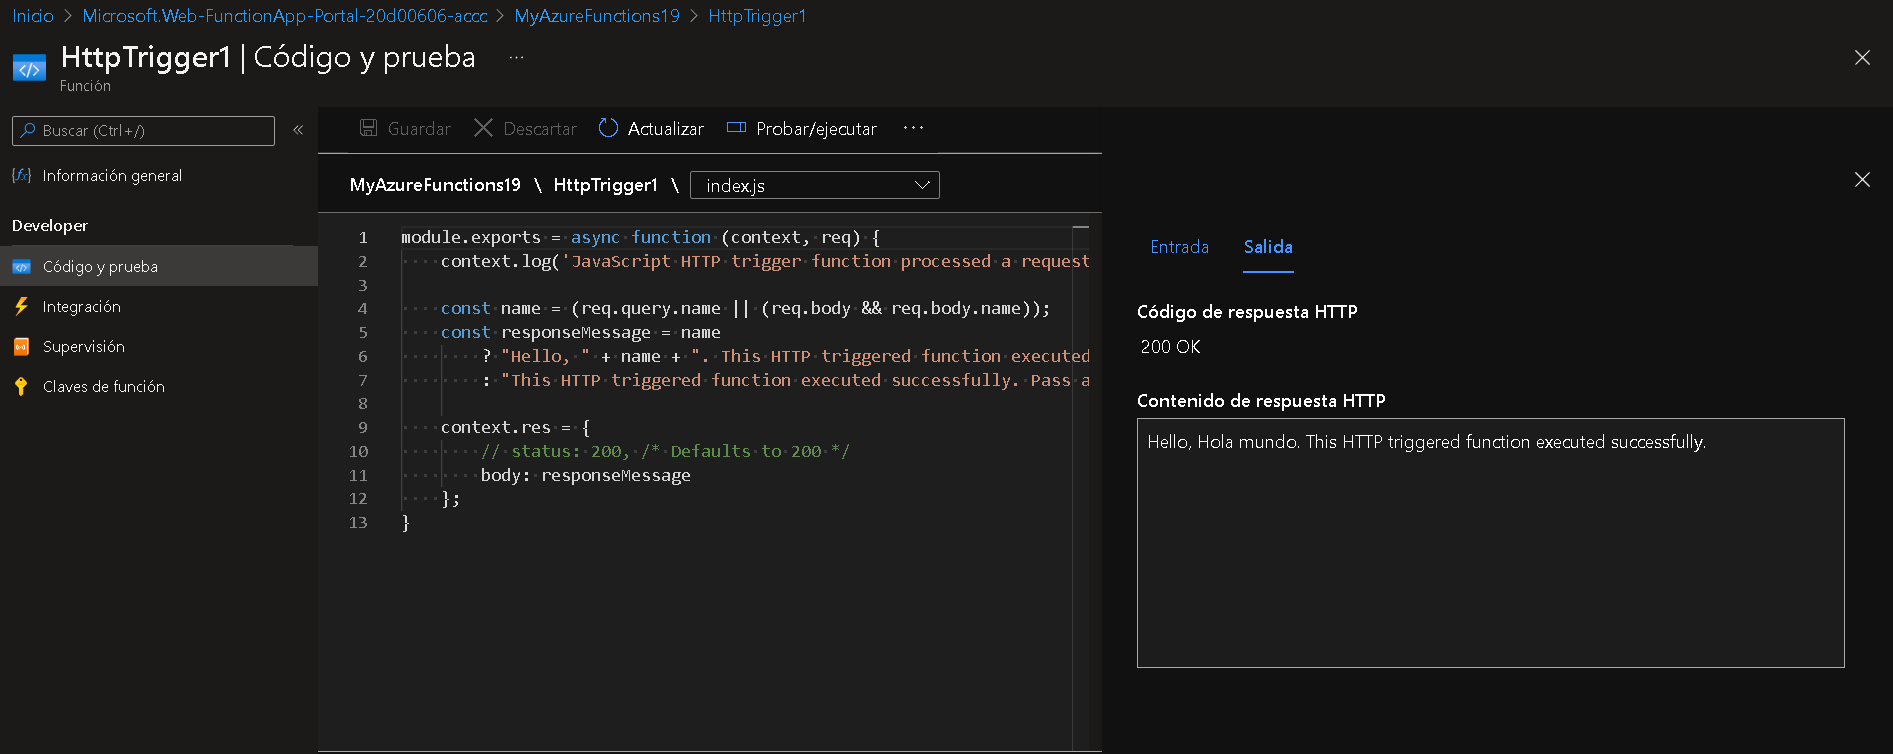 Inicio > Microsoft.Web-FunctionApp-Portal-20d00606-accc > MyAzureFunctions19 > HttpTrigger1
HttpTrigger1 | Código y prueba ...
Función
Buscar (Ctrl+/)
«
Información general
Developer
Código y prueba
Integración
Supervisión
Claves de función
Guardar Descartar Actualizar Probar/ejecutar ...
MyAzureFunctions19 \ HttpTrigger1 \ index.js
1 module.exports = async function (context, req) {
2 context.log('JavaScript HTTP trigger function processed a request
3
4 const name = (req.query.name || (req.body && req.body.name));
5 const responseMessage = name
6 ? "Hello, " + name + ". This HTTP triggered function executed
7 : "This HTTP triggered function executed successfully. Pass a
8
9 context.res = {
10 // status: 200, /* Defaults to 200 */
11 body: responseMessage
12 };
13 }
Entrada Salida
Código de respuesta HTTP
200 OK
Contenido de respuesta HTTP
Hello, Hola mundo. This HTTP triggered function executed successfully.